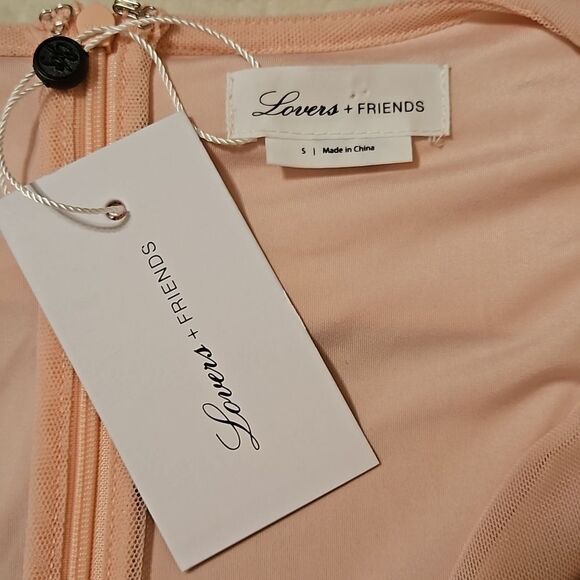 Lovers + FRIENDS
S | Made in China
Lovers + FRIENDS